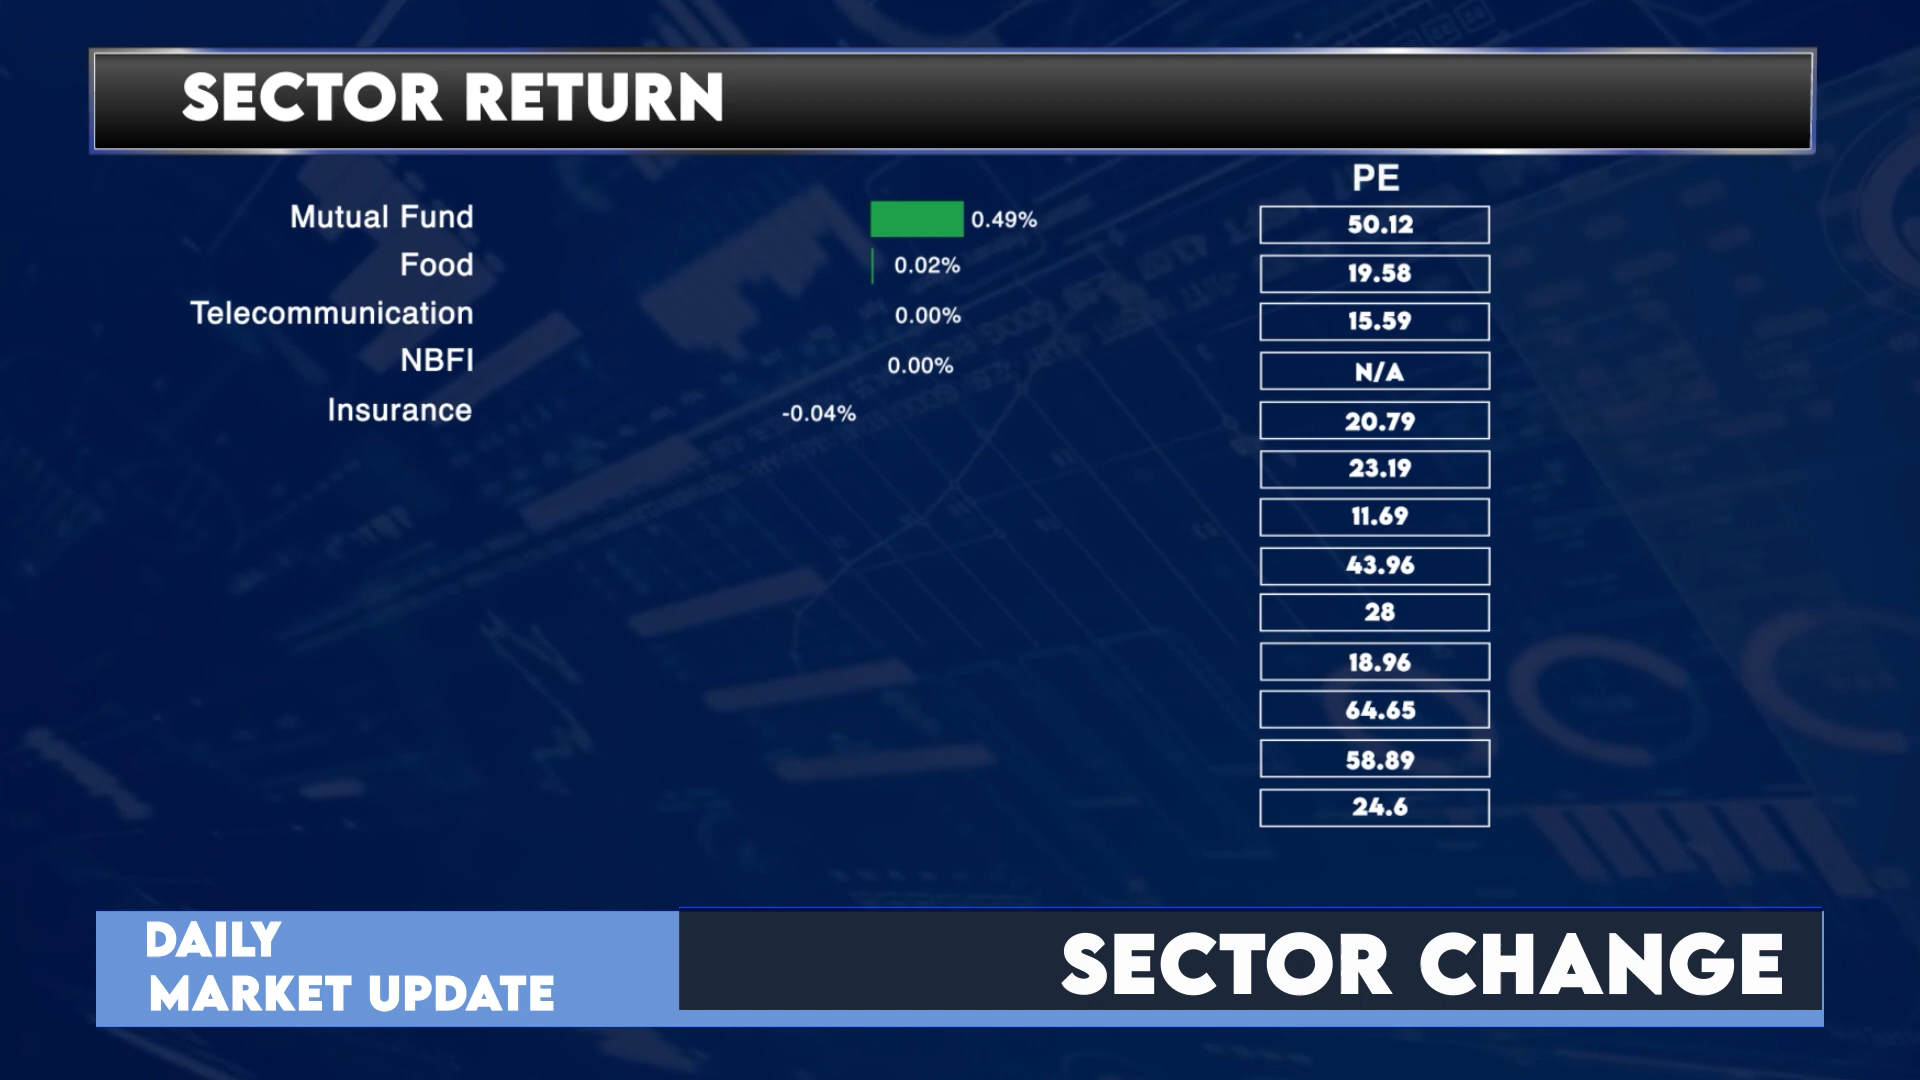 SECTOR RETURN
PE
Mutual Fund 0.49% 50.12
Food 0.02% 19.58
Telecommunication 0.00% 15.59
NBFI 0.00% N/A
Insurance -0.04% 20.79
23.19
11.69
43.96
28
18.96
64.65
58.89
24.6
DAILY
MARKET UPDATE
SECTOR CHANGE